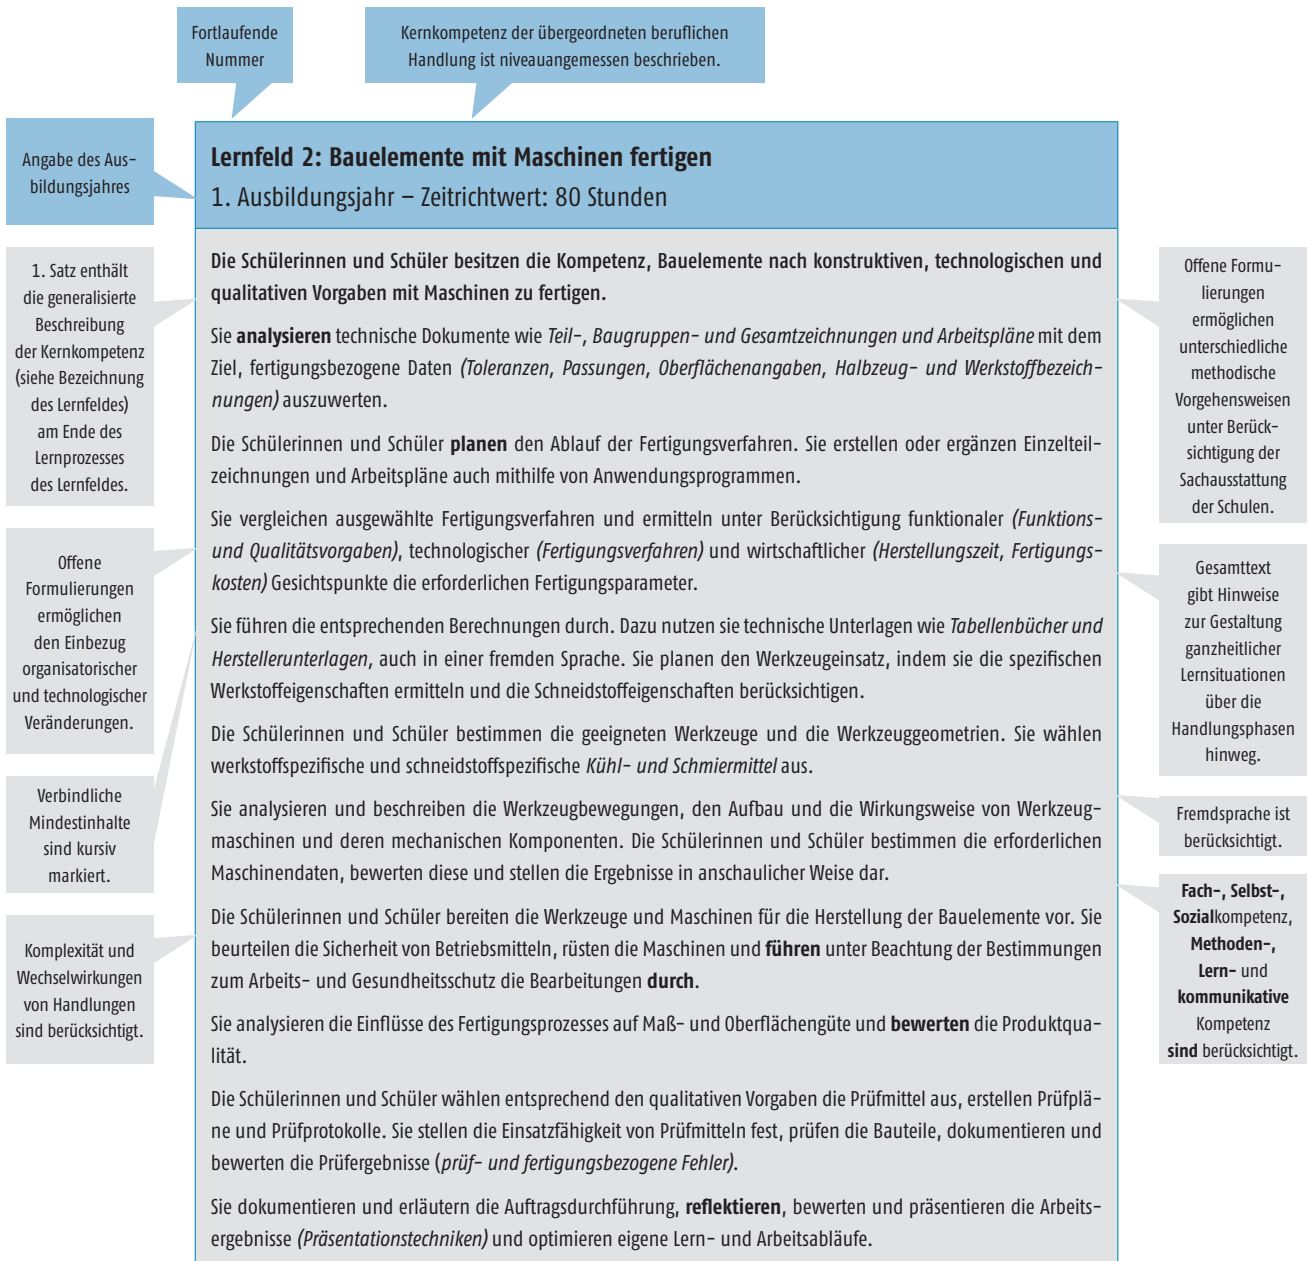 Fortlaufende
Nummer
Kernkompetenz der übergeordneten beruflichen
Handlung ist niveauangemessen beschrieben.
Angabe des Aus-
bildungsjahres
Lernfeld 2: Bauelemente mit Maschinen fertigen
1. Ausbildungsjahr – Zeitrichtwert: 80 Stunden
1. Satz enthält
die generalisierte
Beschreibung
der Kernkompetenz
(siehe Bezeichnung
des Lernfeldes)
am Ende des
Lernprozesses
des Lernfeldes.
Offene
Formulierungen
ermöglichen
den Einbezug
organisatorischer
und technologischer
Veränderungen.
Verbindliche
Mindestinhalte
sind kursiv
markiert.
Komplexität und
Wechselwirkungen
von Handlungen
sind berücksichtigt.
Die Schülerinnen und Schüler besitzen die Kompetenz, Bauelemente nach konstruktiven, technologischen und
qualitativen Vorgaben mit Maschinen zu fertigen.
Sie analysieren technische Dokumente wie Teil-, Baugruppen- und Gesamtzeichnungen und Arbeitspläne mit dem
Ziel, fertigungsbezogene Daten (Toleranzen, Passungen, Oberflächenangaben, Halbzeug- und Werkstoffbezeich-
nungen) auszuwerten.
Die Schülerinnen und Schüler planen den Ablauf der Fertigungsverfahren. Sie erstellen oder ergänzen Einzelteil-
zeichnungen und Arbeitspläne auch mithilfe von Anwendungsprogrammen.
Sie vergleichen ausgewählte Fertigungsverfahren und ermitteln unter Berücksichtigung funktionaler (Funktions-
und Qualitätsvorgaben), technologischer (Fertigungsverfahren) und wirtschaftlicher (Herstellungszeit, Fertigungs-
kosten) Gesichtspunkte die erforderlichen Fertigungsparameter.
Sie führen die entsprechenden Berechnungen durch. Dazu nutzen sie technische Unterlagen wie Tabellenbücher und
Herstellerunterlagen, auch in einer fremden Sprache. Sie planen den Werkzeugeinsatz, indem sie die spezifischen
Werkstoffeigenschaften ermitteln und die Schneidstoffeigenschaften berücksichtigen.
Die Schülerinnen und Schüler bestimmen die geeigneten Werkzeuge und die Werkzeuggeometrien. Sie wählen
werkstoffspezifische und schneidstoffspezifische Kühl- und Schmiermittel aus.
Sie analysieren und beschreiben die Werkzeugbewegungen, den Aufbau und die Wirkungsweise von Werkzeug-
maschinen und deren mechanischen Komponenten. Die Schülerinnen und Schüler bestimmen die erforderlichen
Maschinendaten, bewerten diese und stellen die Ergebnisse in anschaulicher Weise dar.
Die Schülerinnen und Schüler bereiten die Werkzeuge und Maschinen für die Herstellung der Bauelemente vor. Sie
beurteilen die Sicherheit von Betriebsmitteln, rüsten die Maschinen und führen unter Beachtung der Bestimmungen
zum Arbeits- und Gesundheitsschutz die Bearbeitungen durch.
Sie analysieren die Einflüsse des Fertigungsprozesses auf Maß- und Oberflächengüte und bewerten die Produktqua-
lität.
Die Schülerinnen und Schüler wählen entsprechend den qualitativen Vorgaben die Prüfmittel aus, erstellen Prüfplä-
ne und Prüfprotokolle. Sie stellen die Einsatzfähigkeit von Prüfmitteln fest, prüfen die Bauteile, dokumentieren und
bewerten die Prüfergebnisse (prüf- und fertigungsbezogene Fehler).
Sie dokumentieren und erläutern die Auftragsdurchführung, reflektieren, bewerten und präsentieren die Arbeits-
ergebnisse (Präsentationstechniken) und optimieren eigene Lern- und Arbeitsabläufe.
Offene Formu-
lierungen
ermöglichen
unterschiedliche
methodische
Vorgehensweisen
unter Berück-
sichtigung der
Sachausstattung
der Schulen.
Gesamttext
gibt Hinweise
zur Gestaltung
ganzheitlicher
Lernsituationen
über die
Handlungsphasen
hinweg.
Fremdsprache ist
berücksichtigt.
Fach-, Selbst-,
Sozialkompetenz,
Methoden-,
Lern- und
kommunikative
Kompetenz
sind berücksichtigt.